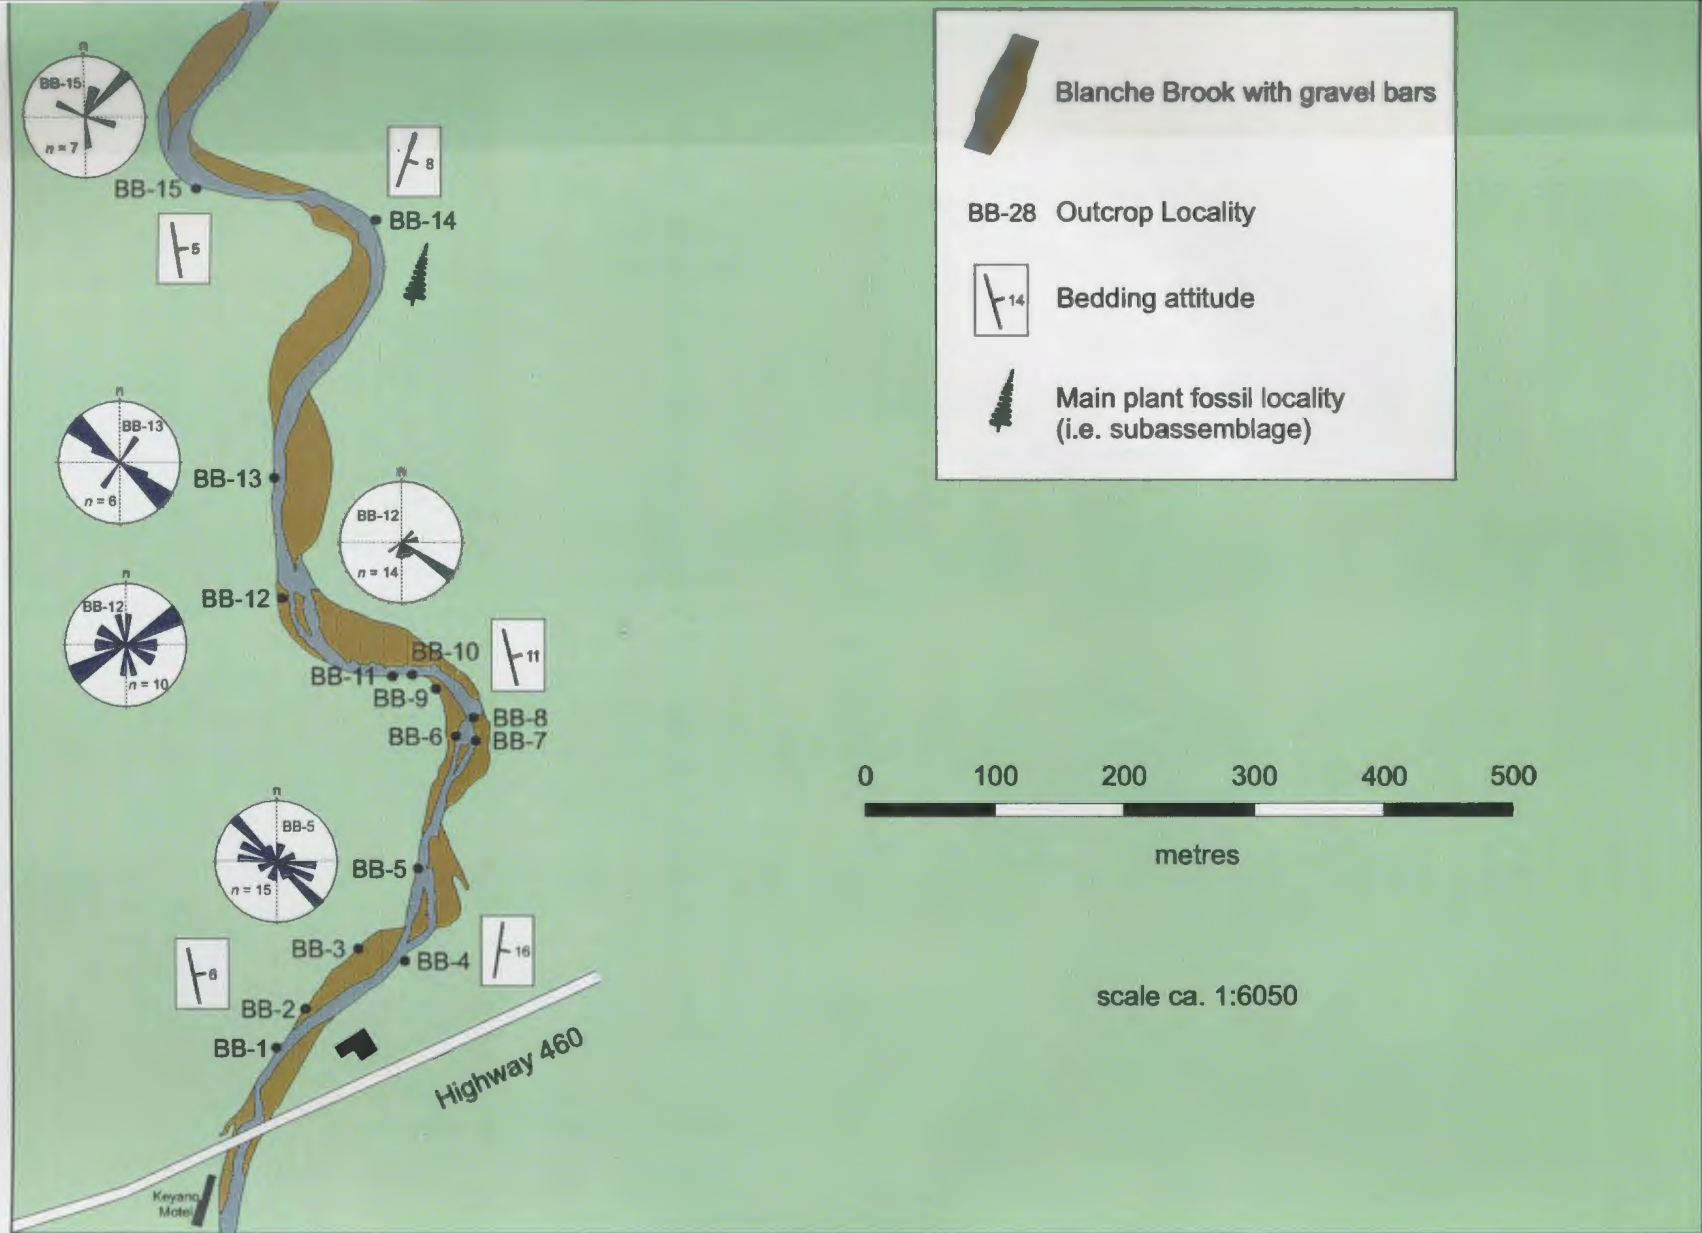 n
BB-15
n = 7
BB-15
8
BB-14
5
n
BB-13
n = 6
BB-13
n
BB-12
n = 14
BB-12
n
BB-12
n = 10
BB-10
11
BB-11
BB-9
BB-8
BB-6
BB-7
n
BB-5
n = 15
BB-5
BB-3
BB-4
16
6
BB-2
BB-1
Highway 460
Keyano
Motel
Blanche Brook with gravel bars
BB-28 Outcrop Locality
14 Bedding attitude
Main plant fossil locality
(i.e. subassemblage)
0 100 200 300 400 500
metres
scale ca. 1:6050